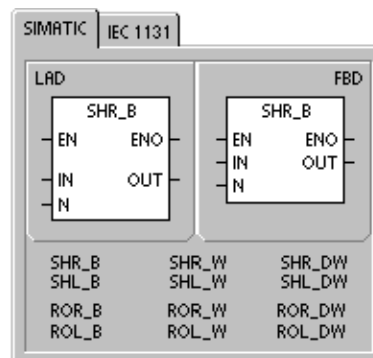 SIMATIC IEC 1131
LAD FBD
SHR_B SHR_B
EN ENO EN ENO
IN OUT IN OUT
N N
SHR_B SHR_W SHR_DW
SHL_B SHL_W SHL_DW
ROR_B ROR_W ROR_DW
ROL_B ROL_W ROL_DW